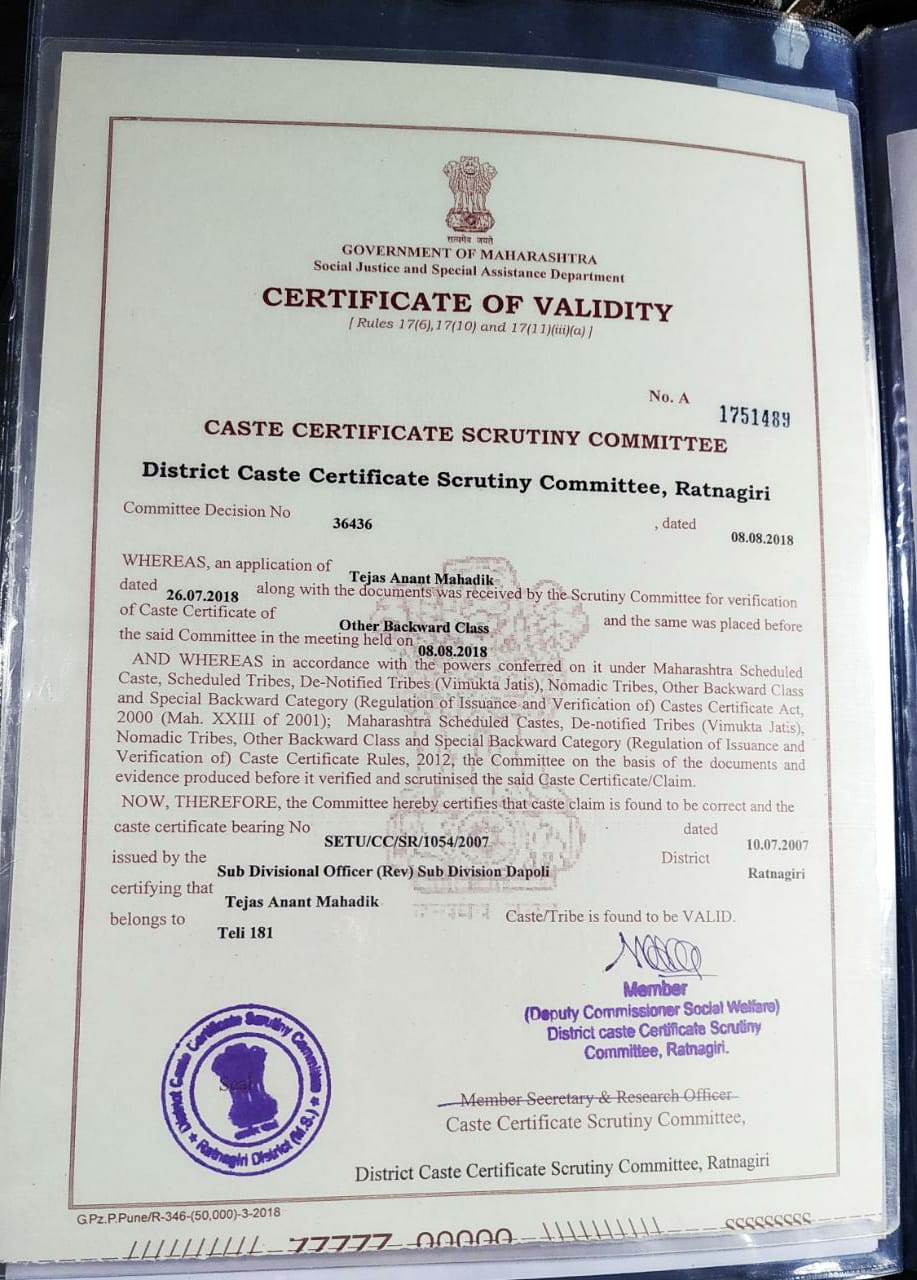 सत्यमेव जयते
GOVERNMENT OF MAHARASHTRA
Social Justice and Special Assistance Department
CERTIFICATE OF VALIDITY
[ Rules 17(6),17(10) and 17(11)(iii)(a) ]
No. A 1751489
CASTE CERTIFICATE SCRUTINY COMMITTEE
District Caste Certificate Scrutiny Committee, Ratnagiri
Committee Decision No 36436 , dated 08.08.2018
WHEREAS, an application of Tejas Anant Mahadik
dated 26.07.2018 along with the documents was received by the Scrutiny Committee for verification
of Caste Certificate of Other Backward Class and the same was placed before
the said Committee in the meeting held on 08.08.2018
AND WHEREAS in accordance with the powers conferred on it under Maharashtra Scheduled
Caste, Scheduled Tribes, De-Notified Tribes (Vimukta Jatis), Nomadic Tribes, Other Backward Class
and Special Backward Category (Regulation of Issuance and Verification of) Castes Certificate Act,
2000 (Mah. XXIII of 2001); Maharashtra Scheduled Castes, De-notified Tribes (Vimukta Jatis),
Nomadic Tribes, Other Backward Class and Special Backward Category (Regulation of Issuance and
Verification of) Caste Certificate Rules, 2012, the Committee on the basis of the documents and
evidence produced before it verified and scrutinised the said Caste Certificate/Claim.
NOW, THEREFORE, the Committee hereby certifies that caste claim is found to be correct and the
caste certificate bearing No SETU/CC/SR/1054/2007 dated 10.07.2007
issued by the Sub Divisional Officer (Rev) Sub Division Dapoli District Ratnagiri
certifying that Tejas Anant Mahadik
belongs to Teli 181 Caste/Tribe is found to be VALID.
Member
(Deputy Commissioner Social Welfare)
District caste Certificate Scrutiny
Committee, Ratnagiri.
District Caste Certificate Scrutiny Committee
Seal
Ratnagiri District (M.S.)
Member Secretary & Research Officer
Caste Certificate Scrutiny Committee,
District Caste Certificate Scrutiny Committee, Ratnagiri
G.Pz.P.Pune/R-346-(50,000)-3-2018